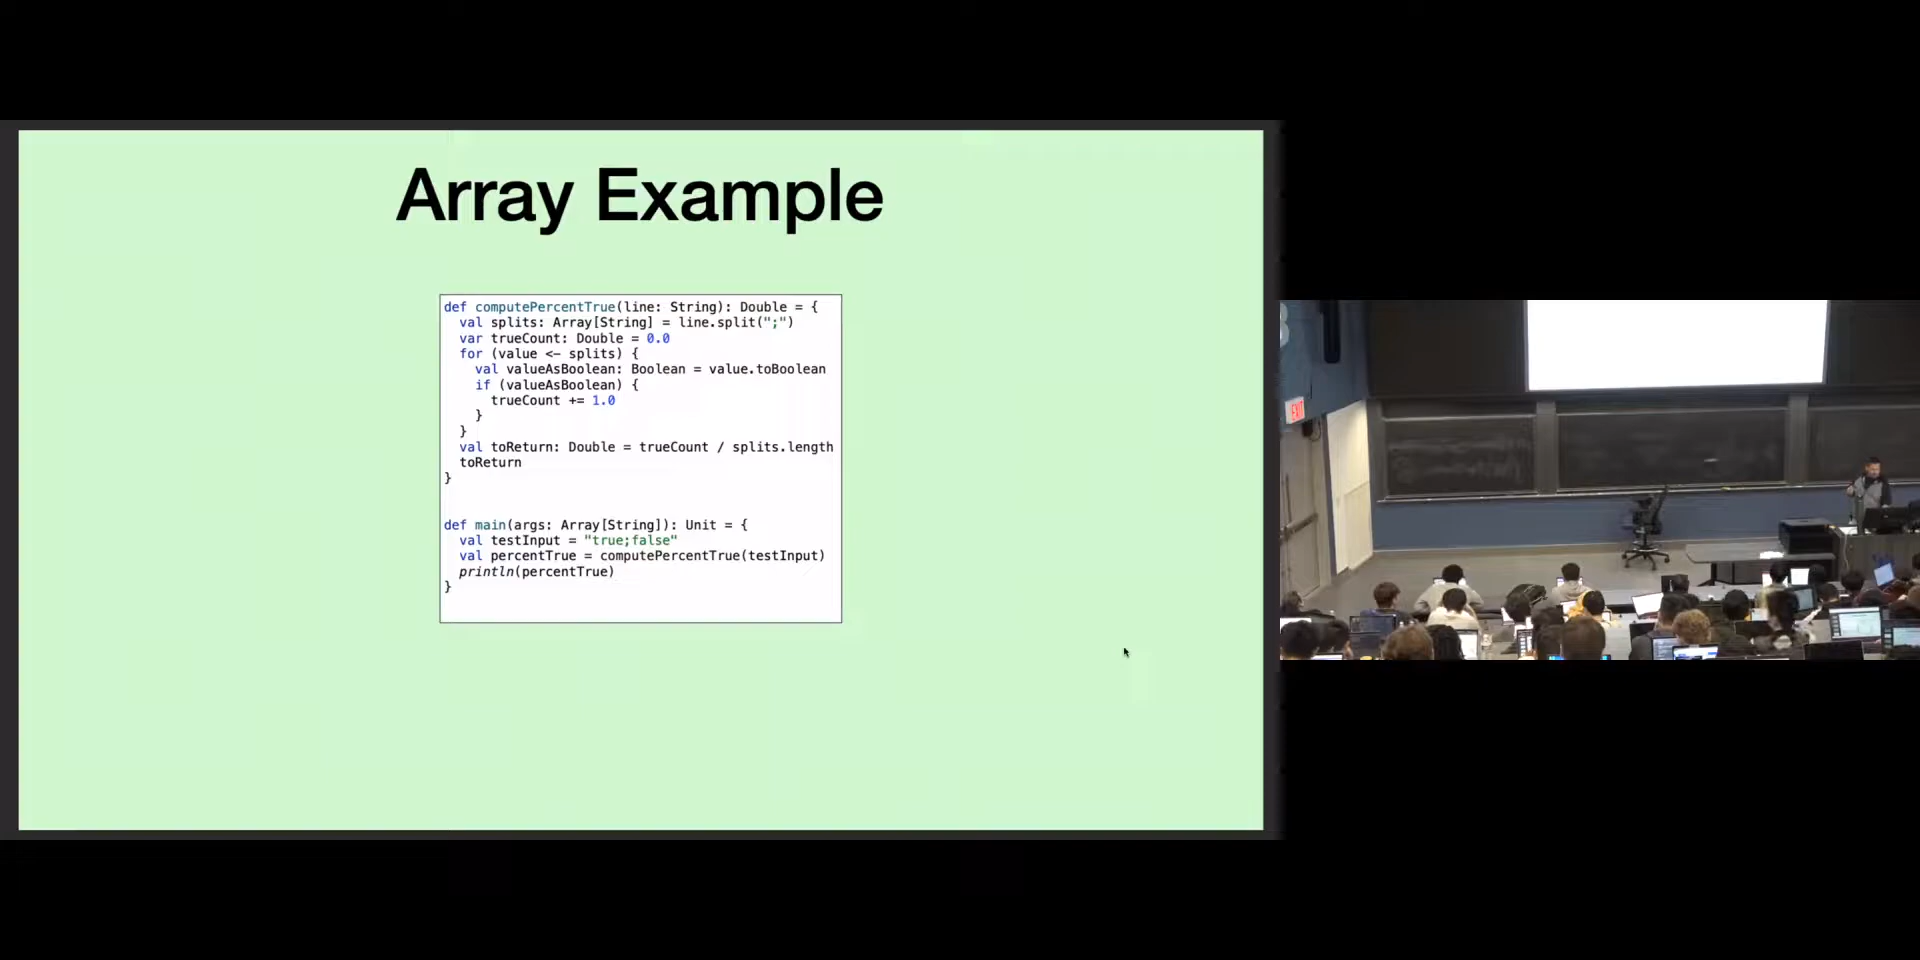 Array Example
def computePercentTrue(line: String): Double = {
  val splits: Array[String] = line.split(";")
  var trueCount: Double = 0.0
  for (value <- splits) {
    val valueAsBoolean: Boolean = value.toBoolean
    if (valueAsBoolean) {
      trueCount += 1.0
    }
  }
  val toReturn: Double = trueCount / splits.length
  toReturn
}
def main(args: Array[String]): Unit = {
  val testInput = "true;false"
  val percentTrue = computePercentTrue(testInput)
  println(percentTrue)
}
EXIT